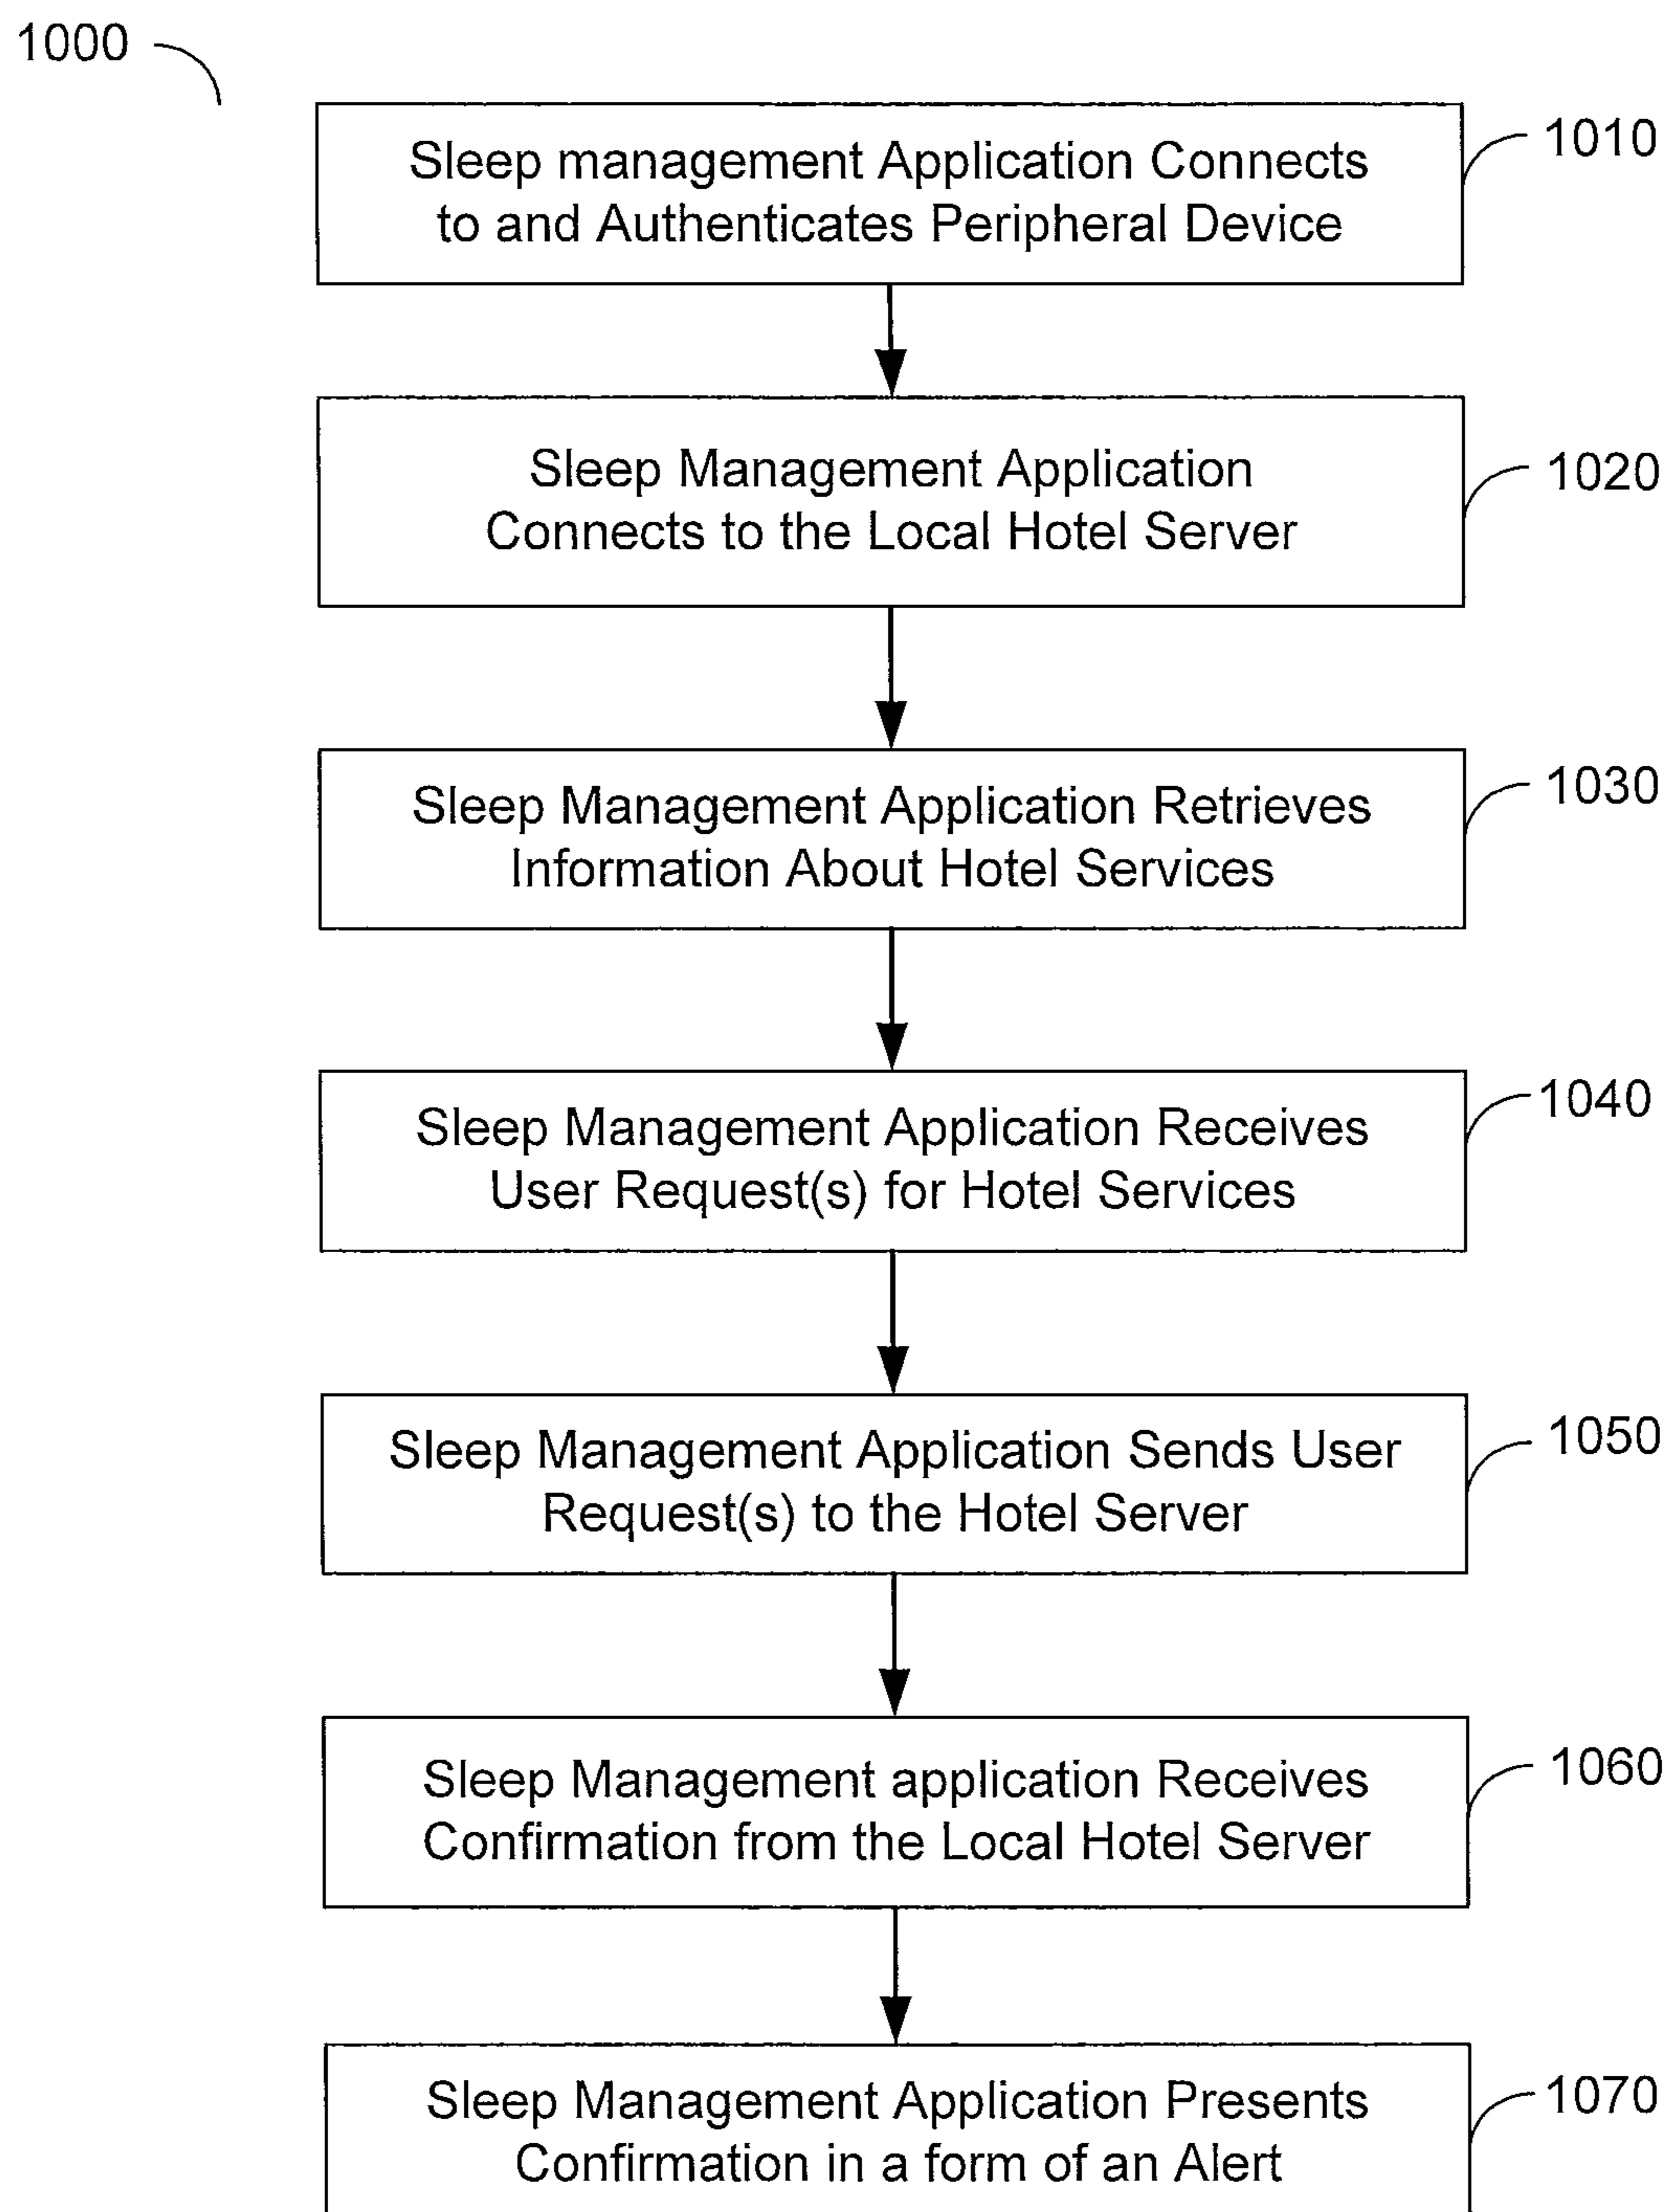 1000
Sleep management Application Connects
to and Authenticates Peripheral Device
1010
Sleep Management Application
Connects to the Local Hotel Server
1020
Sleep Management Application Retrieves
Information About Hotel Services
1030
Sleep Management Application Receives
User Request(s) for Hotel Services
1040
Sleep Management Application Sends User
Request(s) to the Hotel Server
1050
Sleep Management application Receives
Confirmation from the Local Hotel Server
1060
Sleep Management Application Presents
Confirmation in a form of an Alert
1070